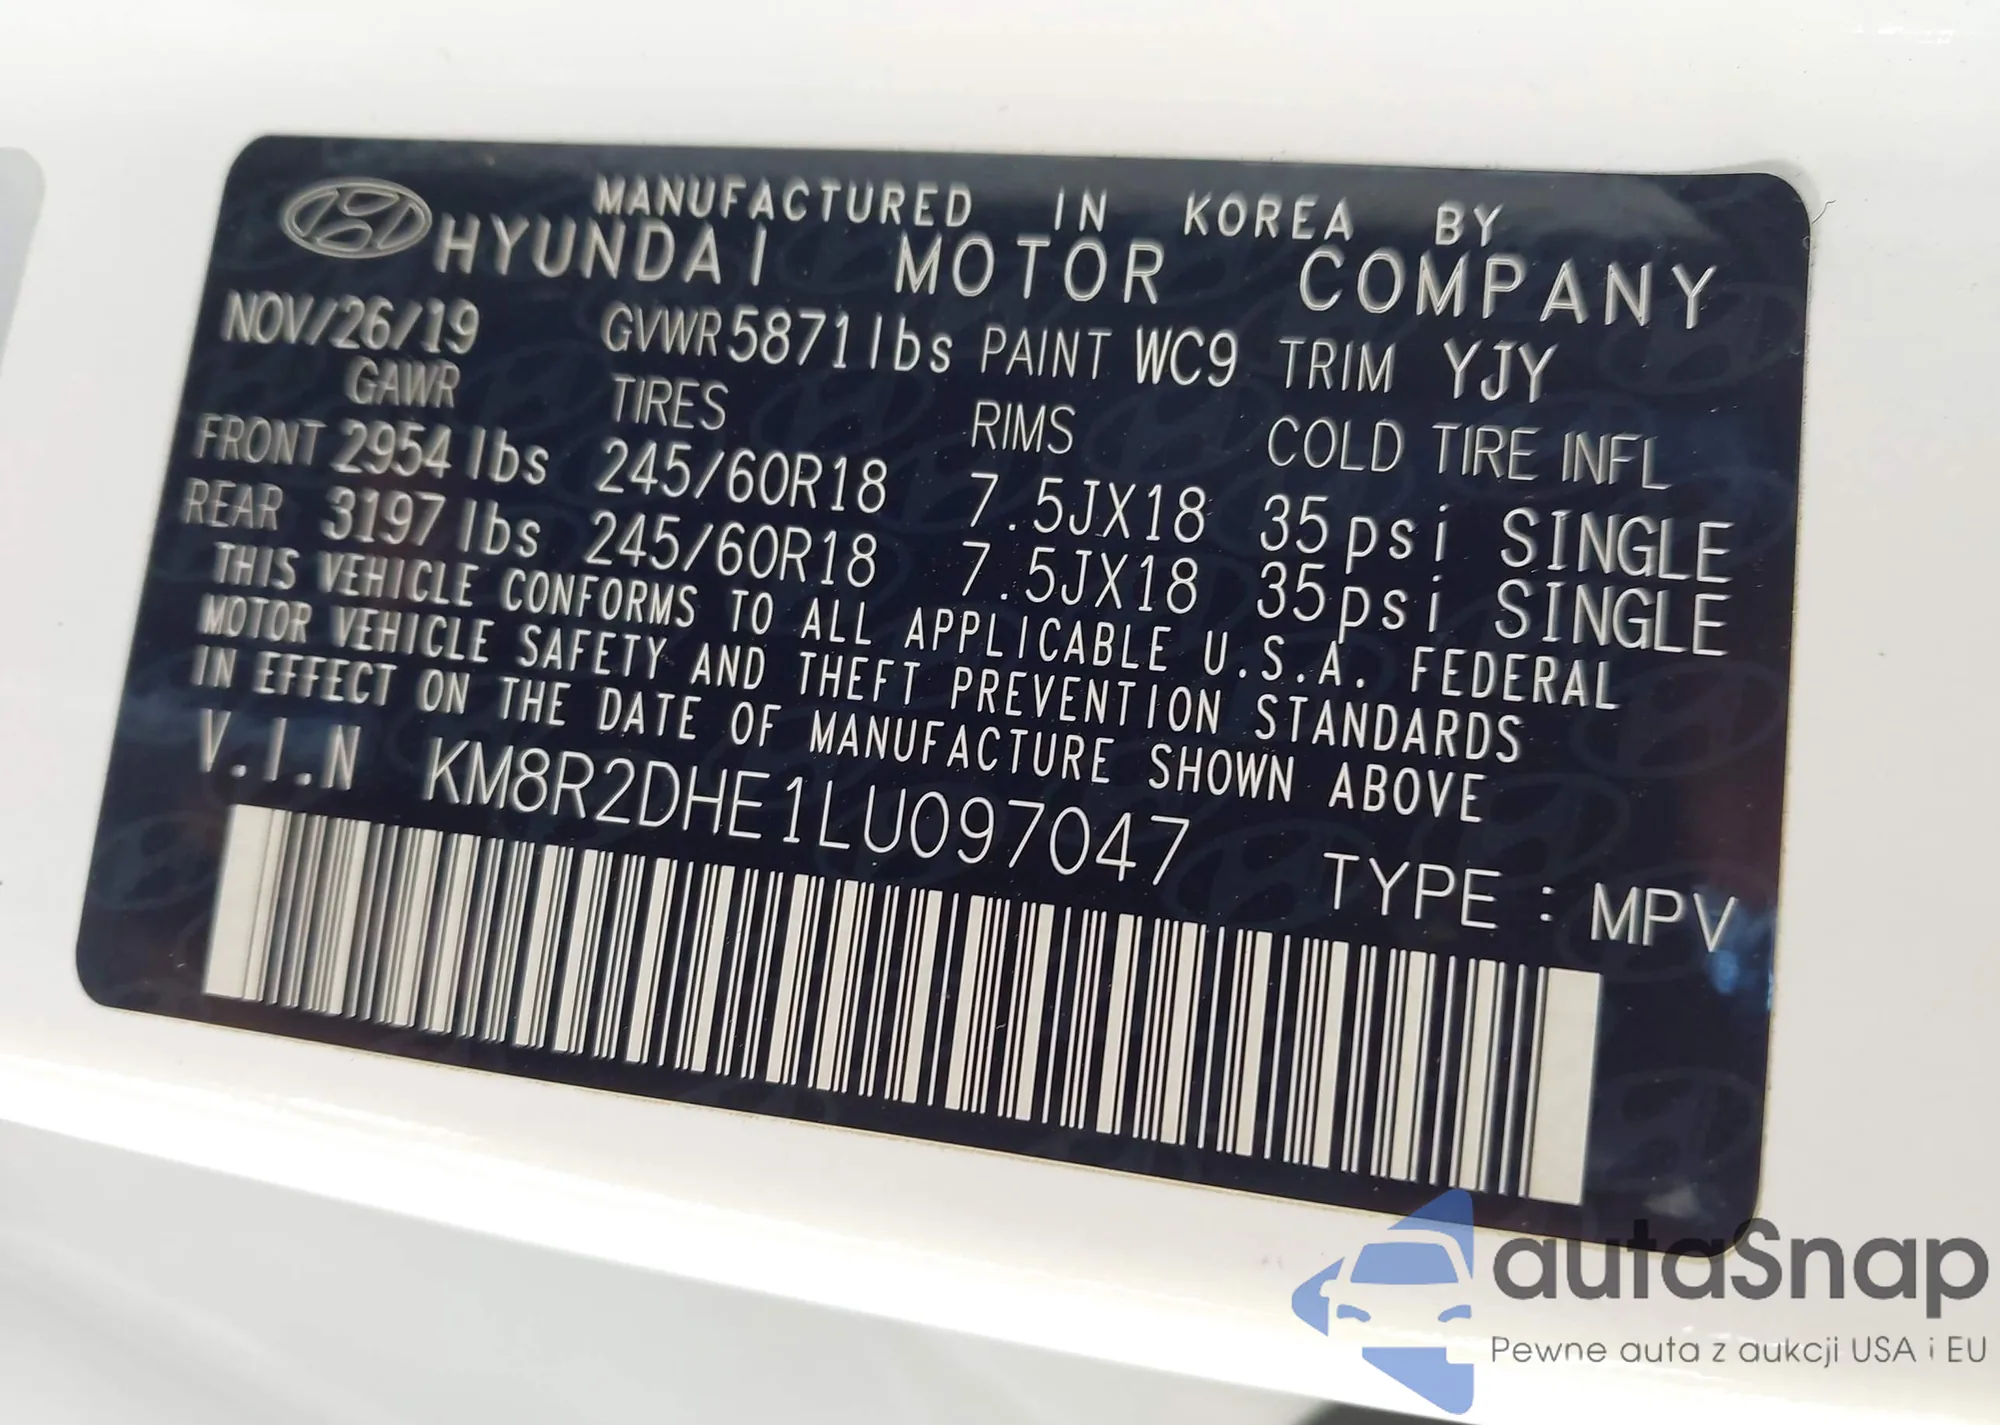 MANUFACTURED IN KOREA BY
HYUNDAI MOTOR COMPANY
NOV/26/19 GVWR 5871lbs PAINT WC9 TRIM YJY
GAWR TIRES RIMS COLD TIRE INFL
FRONT 2954 lbs 245/60R18 7.5JX18 35psi SINGLE
REAR 3197 lbs 245/60R18 7.5JX18 35psi SINGLE
THIS VEHICLE CONFORMS TO ALL APPLICABLE U.S.A. FEDERAL
MOTOR VEHICLE SAFETY AND THEFT PREVENTION STANDARDS
IN EFFECT ON THE DATE OF MANUFACTURE SHOWN ABOVE
V.I.N KM8R2DHE1LU097047
TYPE : MPV
autaSnap
Pewne auta z aukcji USA i EU